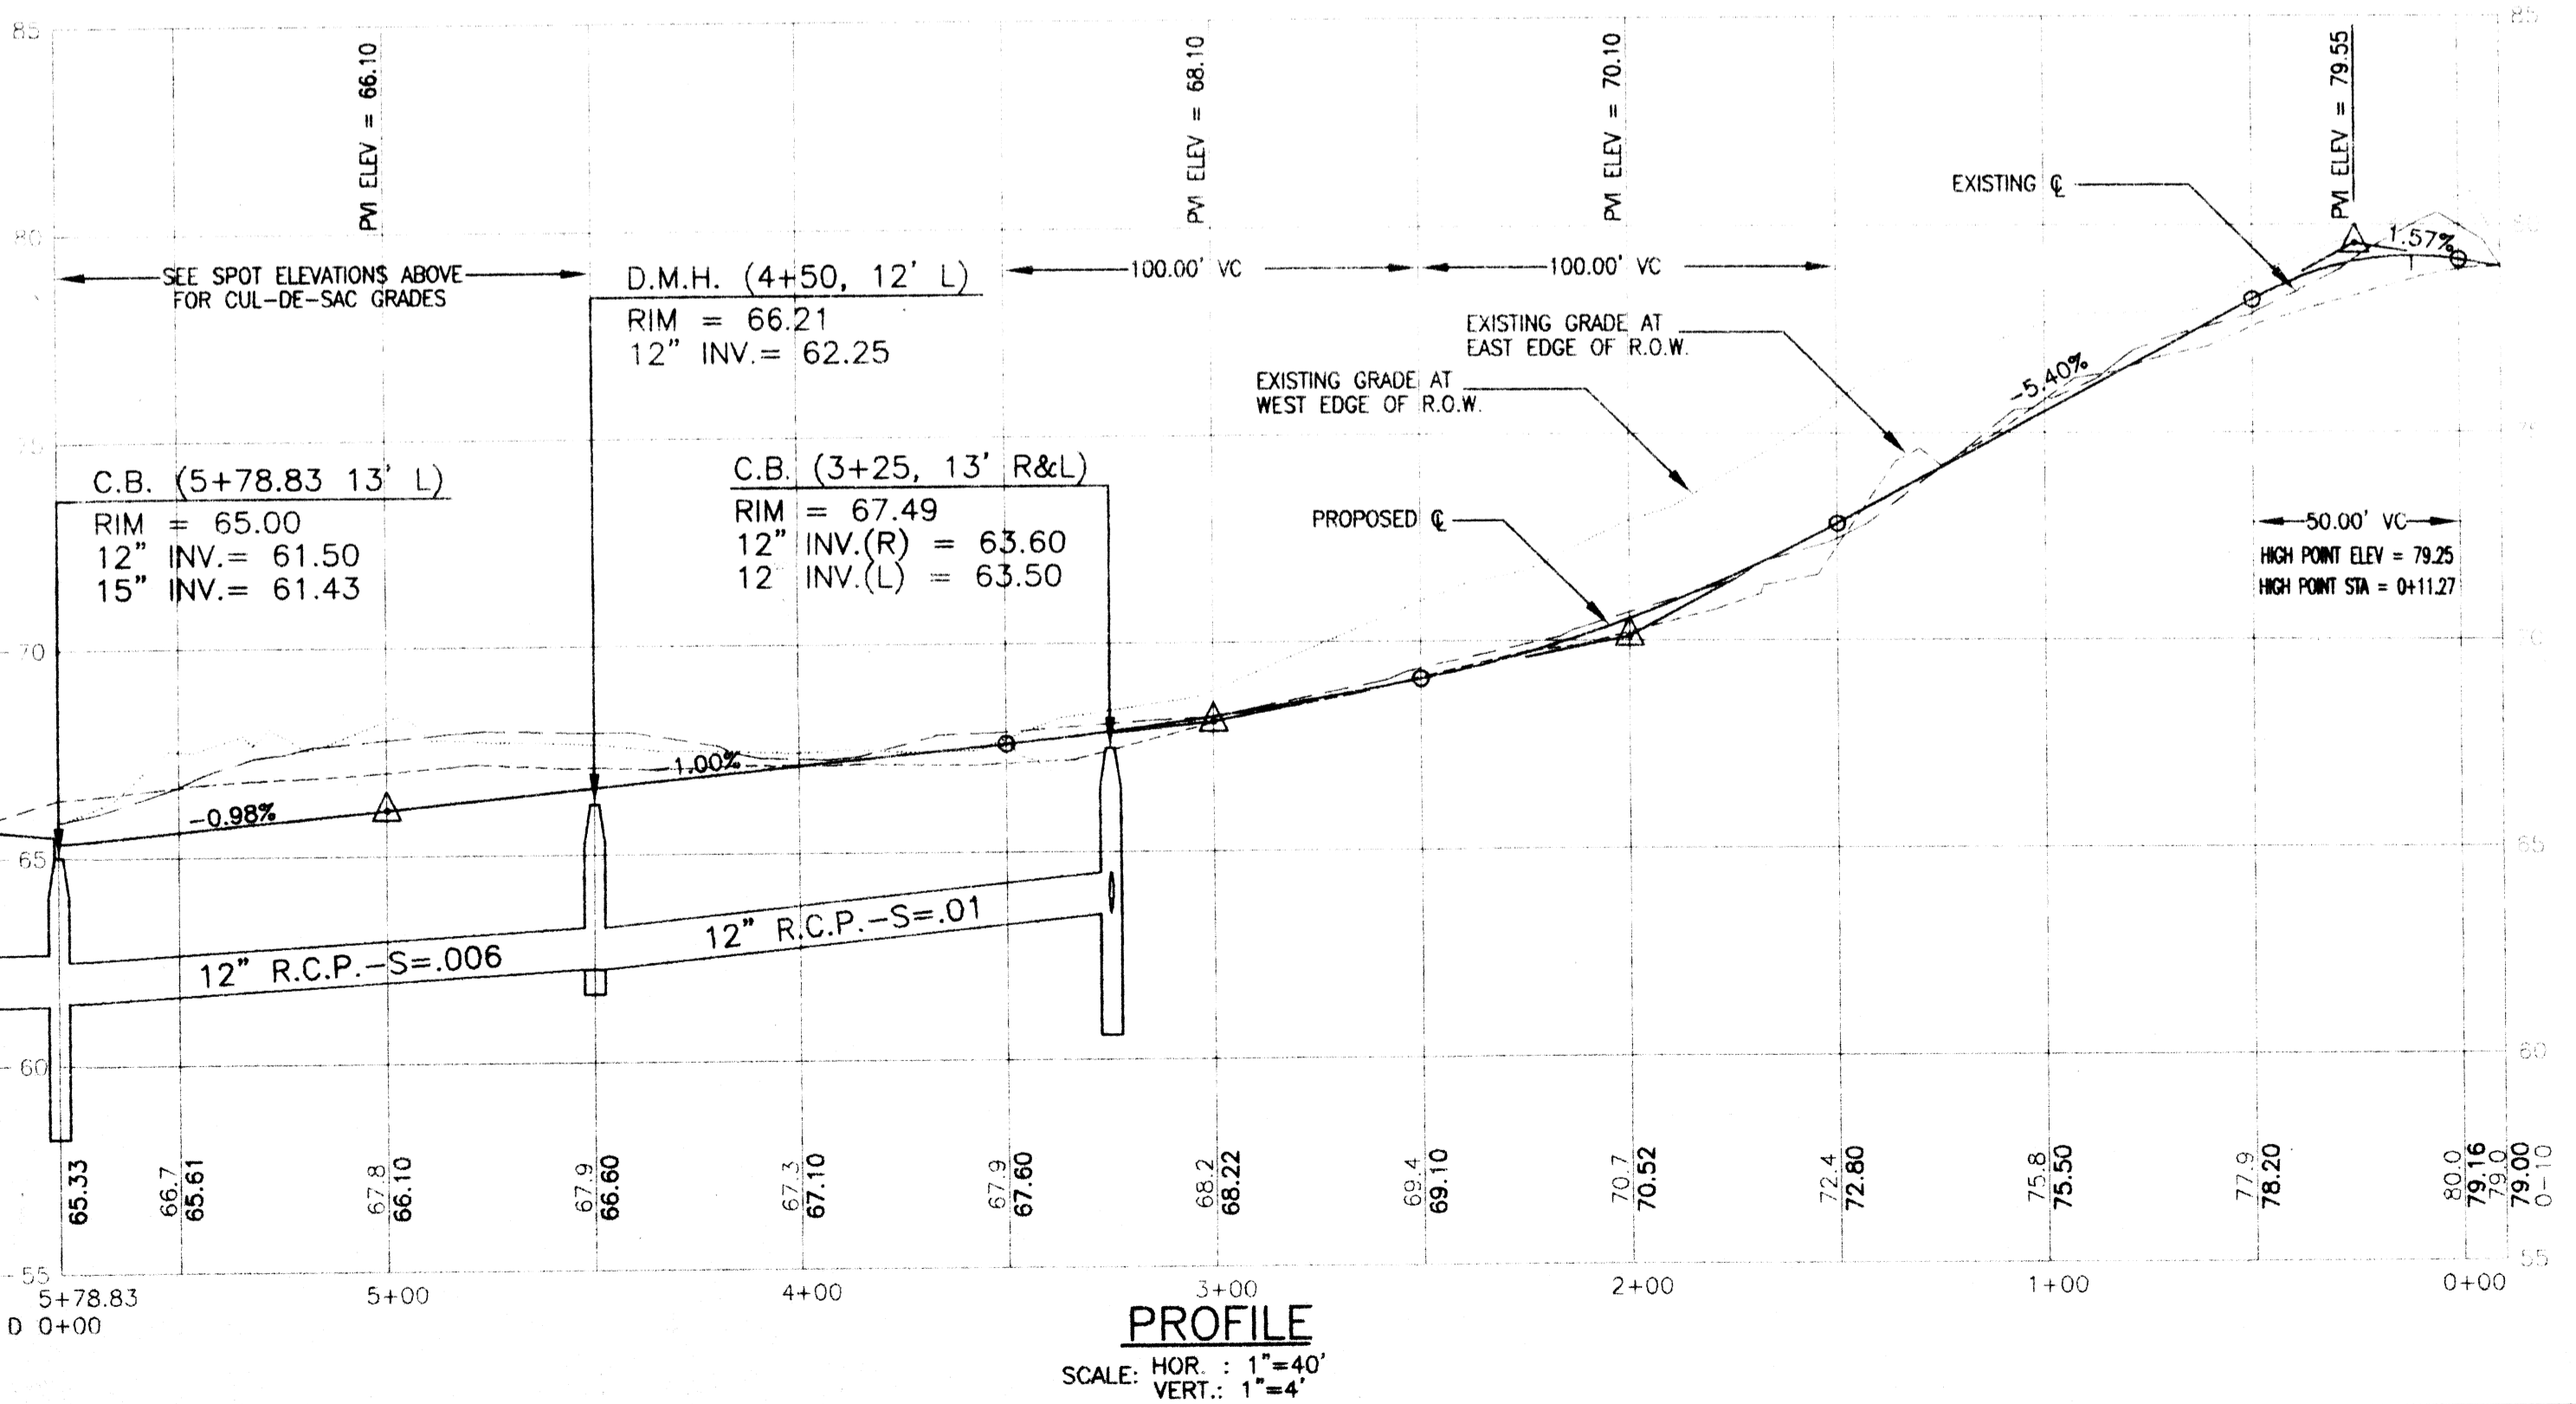 85
85
PVI ELEV = 66.10
PVI ELEV = 68.10
PVI ELEV = 70.10
PVI ELEV = 79.55
EXISTING ℄
80
80
1.57%
SEE SPOT ELEVATIONS ABOVE
FOR CUL-DE-SAC GRADES
D.M.H. (4+50, 12' L)
RIM = 66.21
12" INV.= 62.25
100.00' VC
100.00' VC
EXISTING GRADE AT
EAST EDGE OF R.O.W.
EXISTING GRADE AT
WEST EDGE OF R.O.W.
-5.40%
75
75
C.B. (5+78.83 13' L)
RIM = 65.00
12" INV.= 61.50
15" INV.= 61.43
C.B. (3+25, 13' R&L)
RIM = 67.49
12" INV.(R) = 63.60
12 INV.(L) = 63.50
PROPOSED ℄
50.00' VC
HIGH POINT ELEV = 79.25
HIGH POINT STA = 0+11.27
70
70
-0.98%
1.00%
65
65
12" R.C.P.-S=.006
12" R.C.P.-S=.01
60
60
65.33
66.7
65.61
67.8
66.10
67.9
66.60
67.3
67.10
67.9
67.60
68.2
68.22
69.4
69.10
70.7
70.52
72.4
72.80
75.8
75.50
77.9
78.20
80.0
79.16
79.0
79.00
0-10
55
55
5+78.83
5+00
4+00
3+00
2+00
1+00
0+00
D 0+00
PROFILE
SCALE: HOR. : 1"=40'
VERT.: 1"=4'